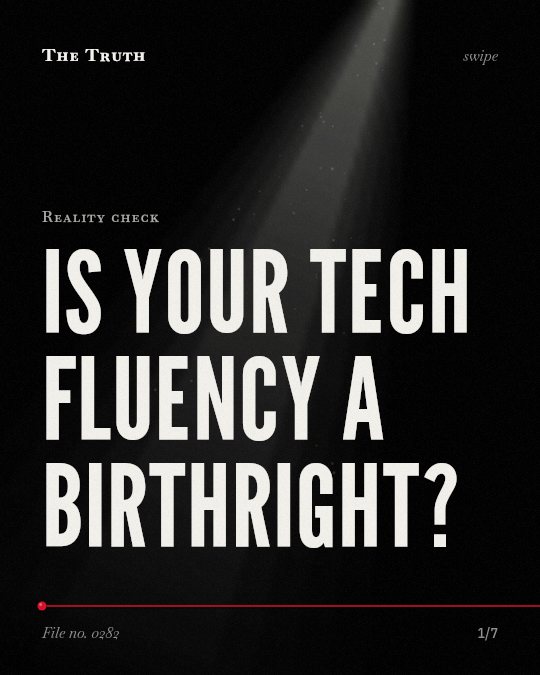 The Truth
swipe
Reality check
IS YOUR TECH
FLUENCY A
BIRTHRIGHT?
File no. 0282
1/7